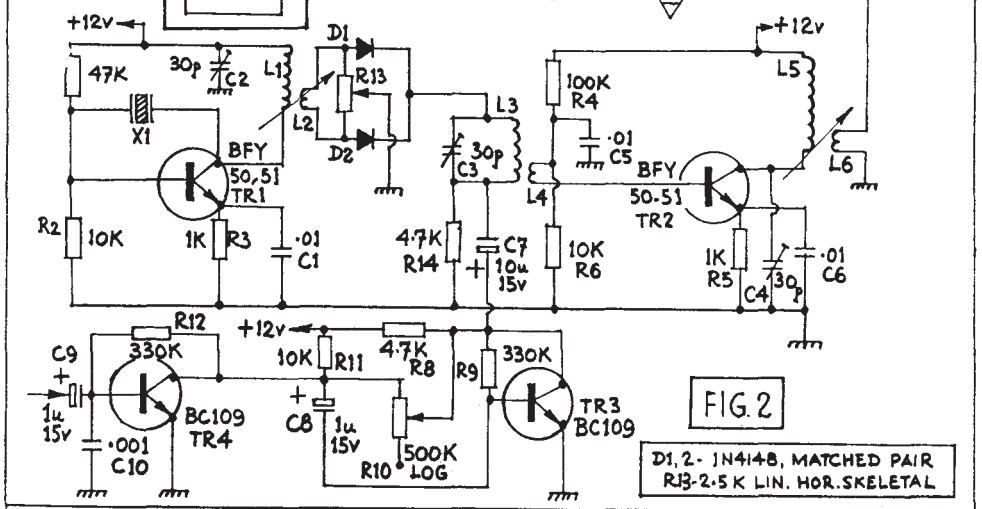 +12v
+12v
D1
30p
C2
L1
R13
L5
47K
L3
100K
R4
X1
L2
.01
C5
D2
30p
C3
L6
BFY
50,51
TR1
BFY
50-51
TR2
L4
R2
10K
1K
R3
.01
C1
4.7K
R14
C7
10u
15v
+
10K
R6
1K
R5
C4
30p
.01
C6
R12
330K
+12v
10K
R11
4.7K
R8
R9
330K
C9
+
1u
15v
BC109
TR4
.001
C10
+
C8
1u
15v
500K
LOG
R10
TR3
BC109
FIG. 2
D1,2- 1N4148, MATCHED PAIR
R13-2.5K LIN. HOR. SKELETAL